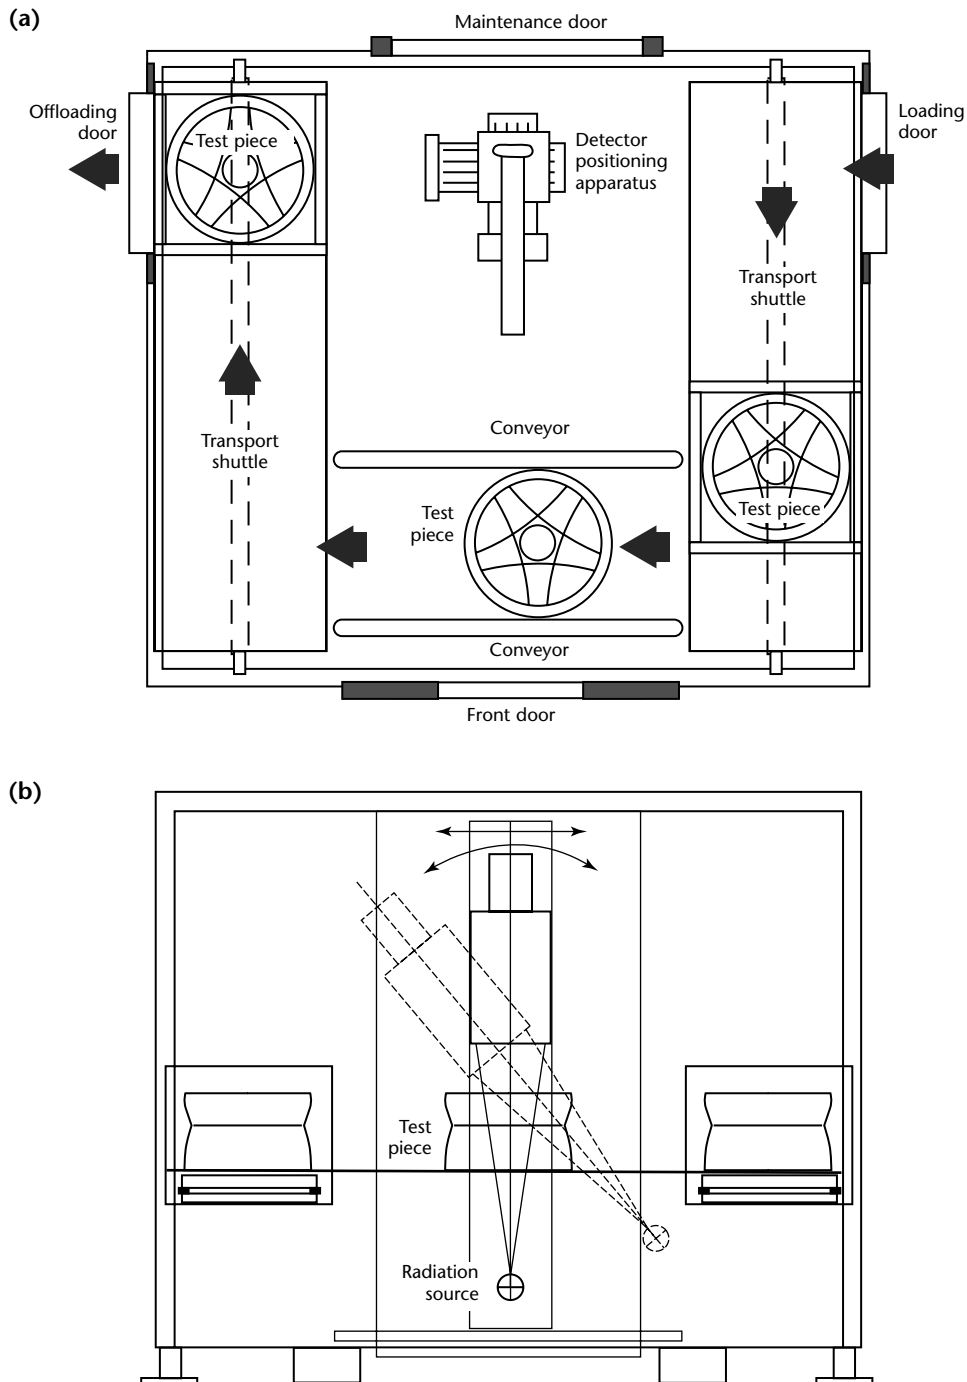 (a)
Maintenance door
Offloading
door
Test piece
Detector
positioning
apparatus
Loading
door
Transport
shuttle
Transport
shuttle
Conveyor
Test
piece
Test piece
Conveyor
Front door
(b)
Test
piece
Radiation
source